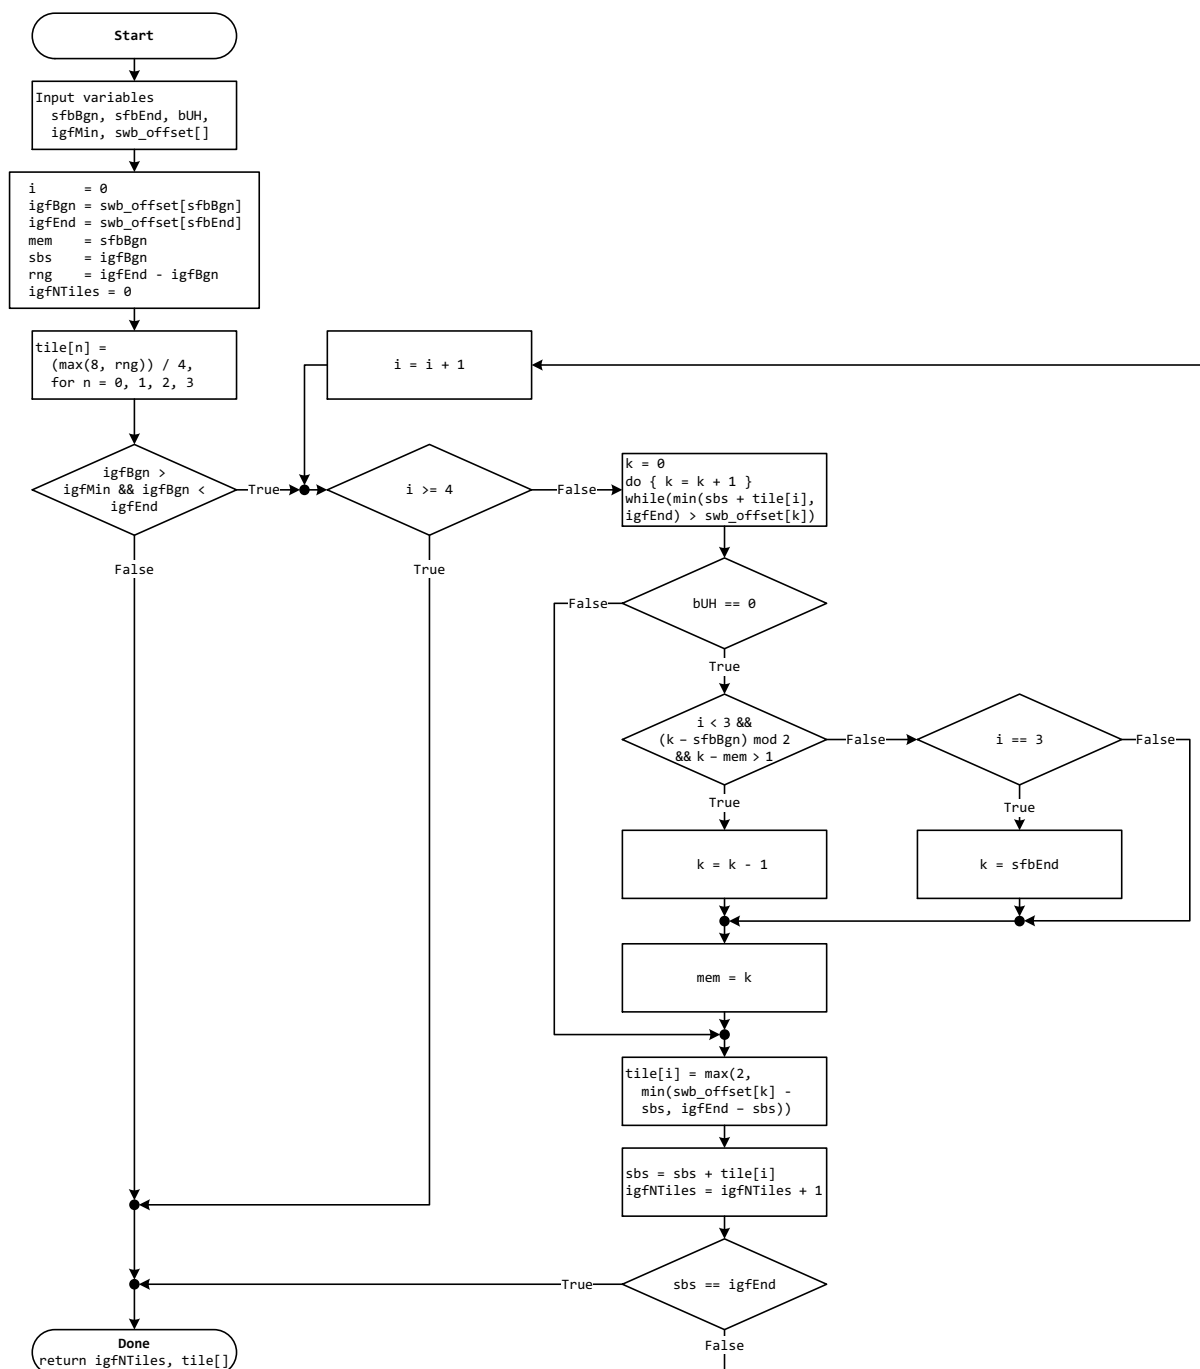 Start
Input variables
sfbBgn, sfbEnd, bUH,
igfMin, swb_offset[]
i = 0
igfBgn = swb_offset[sfbBgn]
igfEnd = swb_offset[sfbEnd]
mem = sfbBgn
sbs = igfBgn
rng = igfEnd - igfBgn
igfNTiles = 0
tile[n] =
(max(8, rng)) / 4,
for n = 0, 1, 2, 3
i = i + 1
igfBgn >
igfMin && igfBgn <
igfEnd
True
False
i >= 4
False
True
k = 0
do { k = k + 1 }
while(min(sbs + tile[i],
igfEnd) > swb_offset[k])
bUH == 0
False
True
i < 3 &&
(k – sfbBgn) mod 2
&& k – mem > 1
False
True
i == 3
False
True
k = k - 1
k = sfbEnd
mem = k
tile[i] = max(2,
min(swb_offset[k] -
sbs, igfEnd – sbs))
sbs = sbs + tile[i]
igfNTiles = igfNTiles + 1
sbs == igfEnd
True
False
Done
return igfNTiles, tile[]